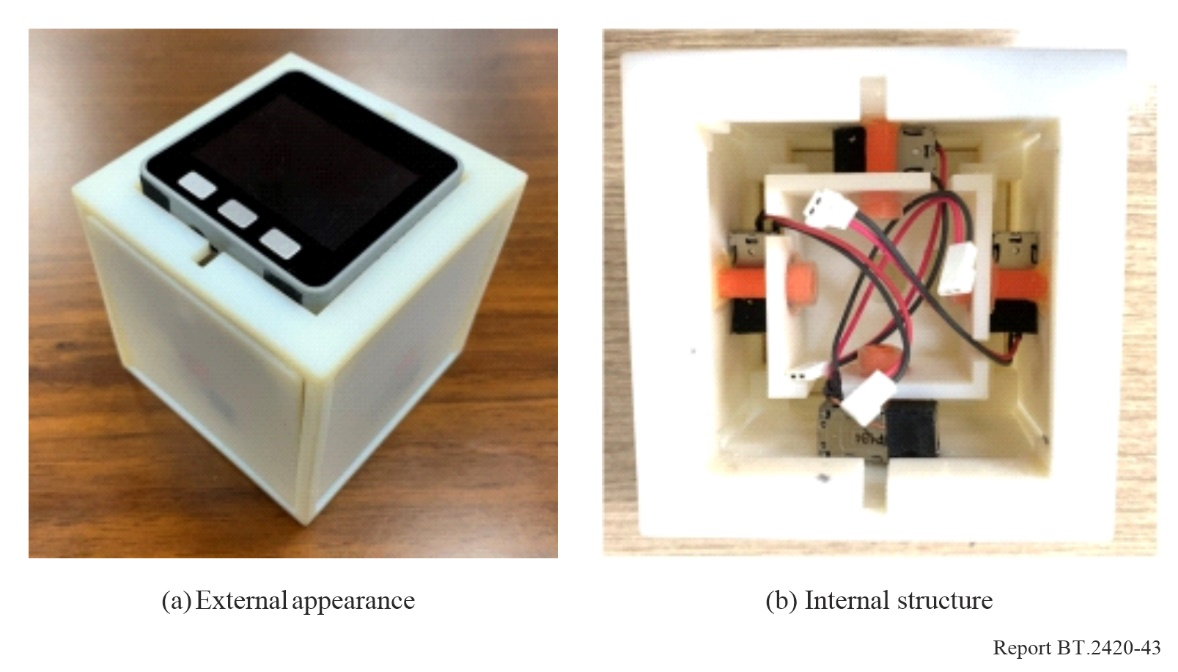 (a) External appearance
(b) Internal structure
Report BT.2420-43